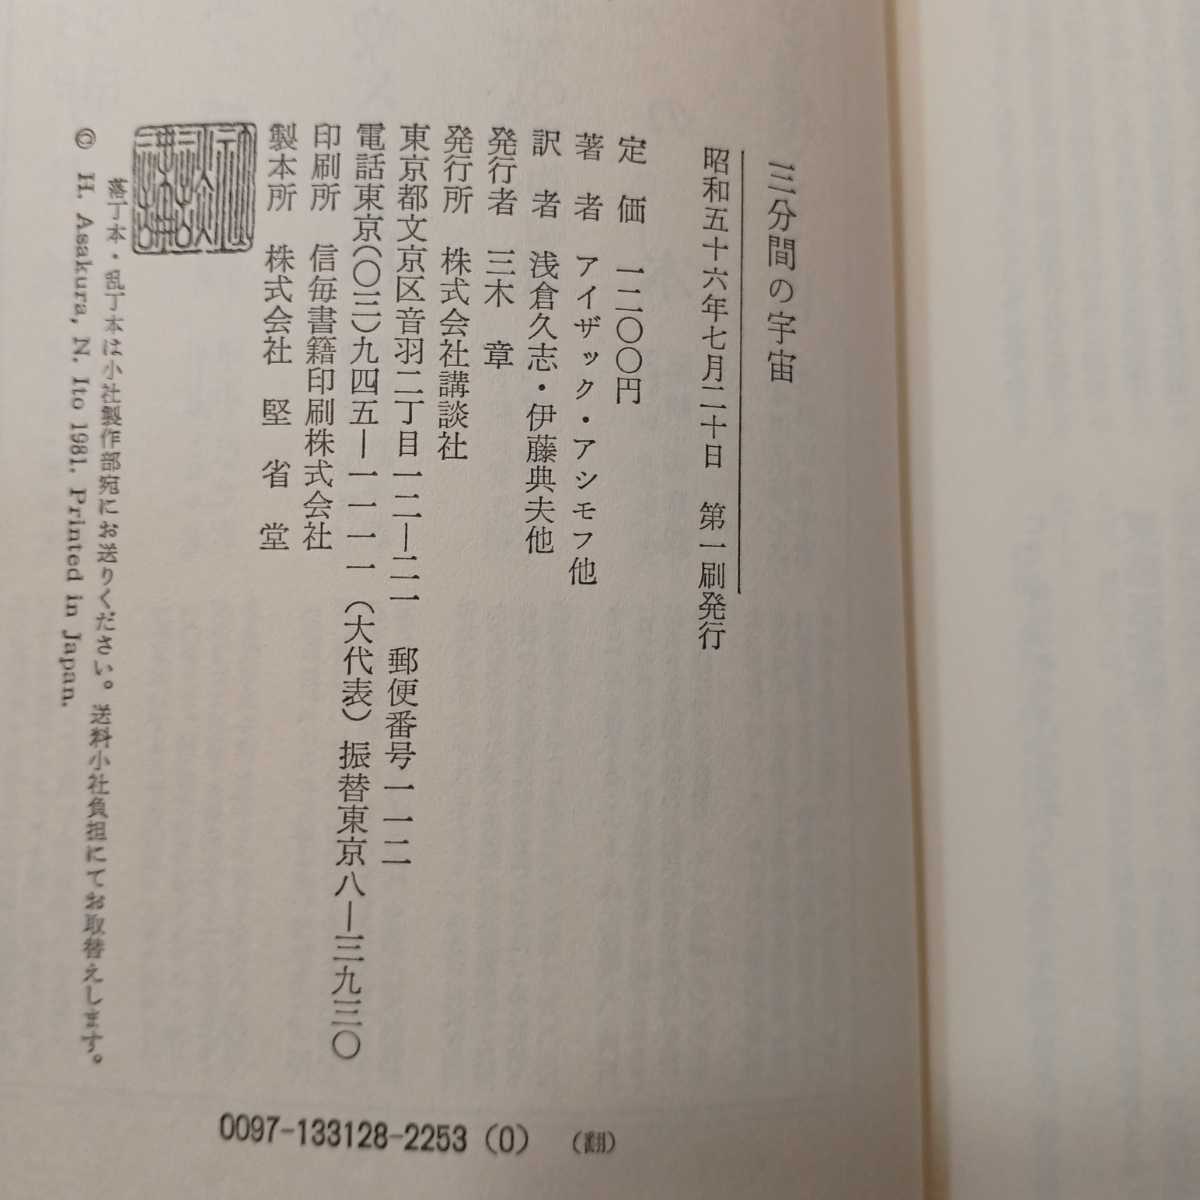 三分間の宇宙
昭和五十六年七月二十日 第一刷発行
定 価 一二〇〇円
著 者 アイザック・アシモフ他
訳 者 浅倉久志・伊藤典夫他
発行者 三木 章
発行所 株式会社講談社
東京都文京区音羽二丁目一二―二一 郵便番号一一二
電話東京(〇三)九四五―一一一一(大代表)振替東京八―三九三〇
印刷所 信毎書籍印刷株式会社
製本所 株式会社 堅省堂
落丁本・乱丁本は小社製作部宛にお送りください。送料小社負担にてお取替えします。
© H. Asakura, N. Ito 1981. Printed in Japan.
0097-133128-2253 (0) (翻)